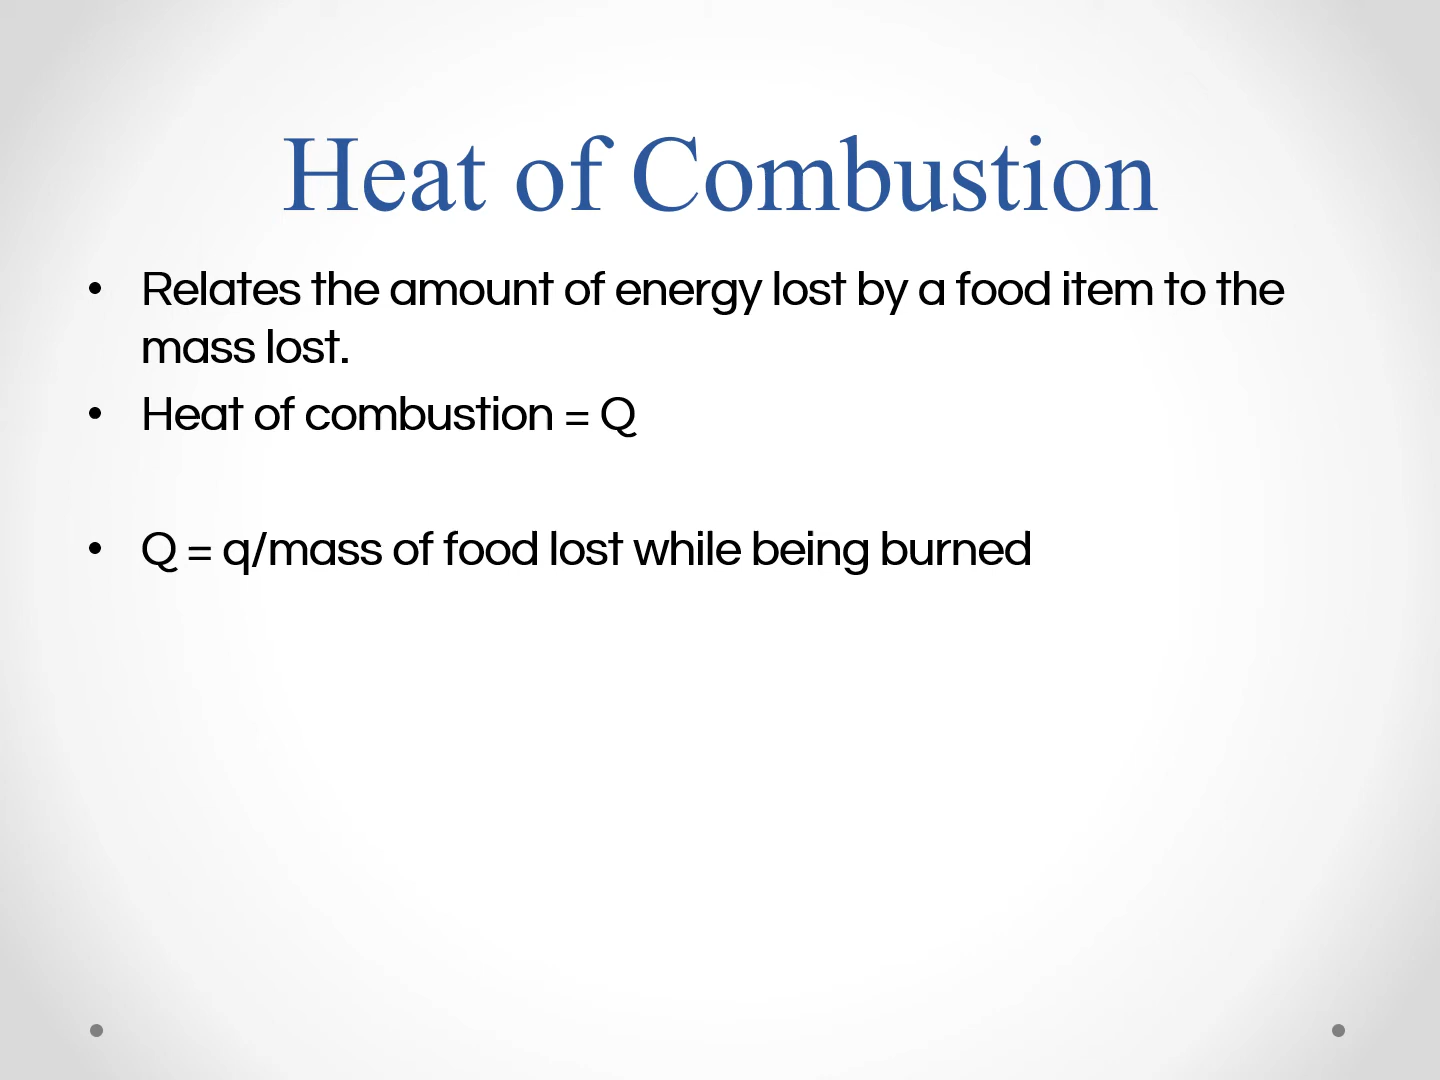 Heat of Combustion
• Relates the amount of energy lost by a food item to the
mass lost.
• Heat of combustion = Q
• Q = q/mass of food lost while being burned